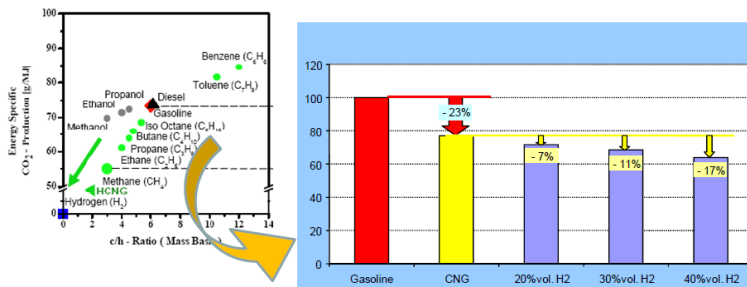 Energy Specific
CO2 - Production [g/MJ]
100
90
80
70
60
50
0
Benzene (C6H6
Toluene (C7H8)
Propanol
Diesel
Ethanol
Gasoline
Methanol
Iso Octane (C8H18)
Butane (C4H10)
Propane (C3H8)
Ethane (C2H6)
Methane (CH4)
HCNG
Hydrogen (H2)
0 2 4 6 8 10 12 14
c/h - Ratio ( Mass Basis)
120
100
80
60
40
20
0
- 23%
- 7%
- 11%
- 17%
Gasoline CNG 20%vol. H2 30%vol. H2 40%vol. H2